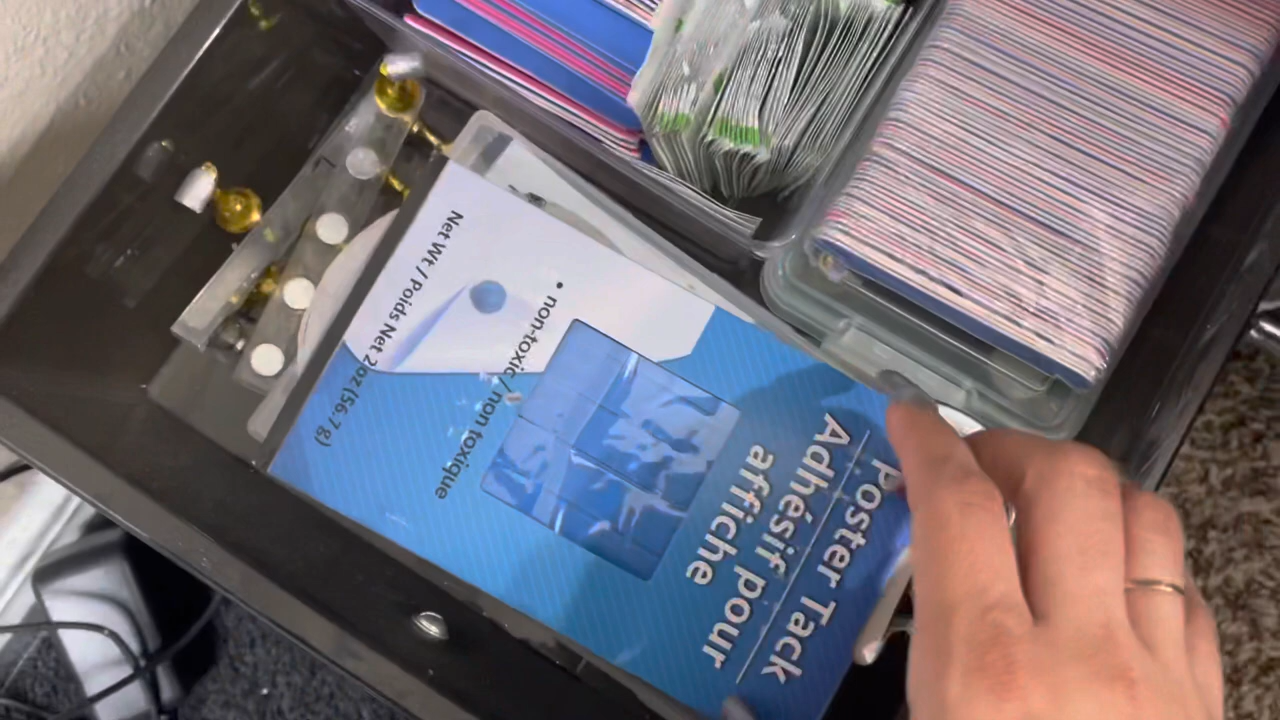 Poster Tack
Adhésif pour
affiche
• non-toxic / non toxique
Net Wt / Poids Net 2 oz (56.7 g)